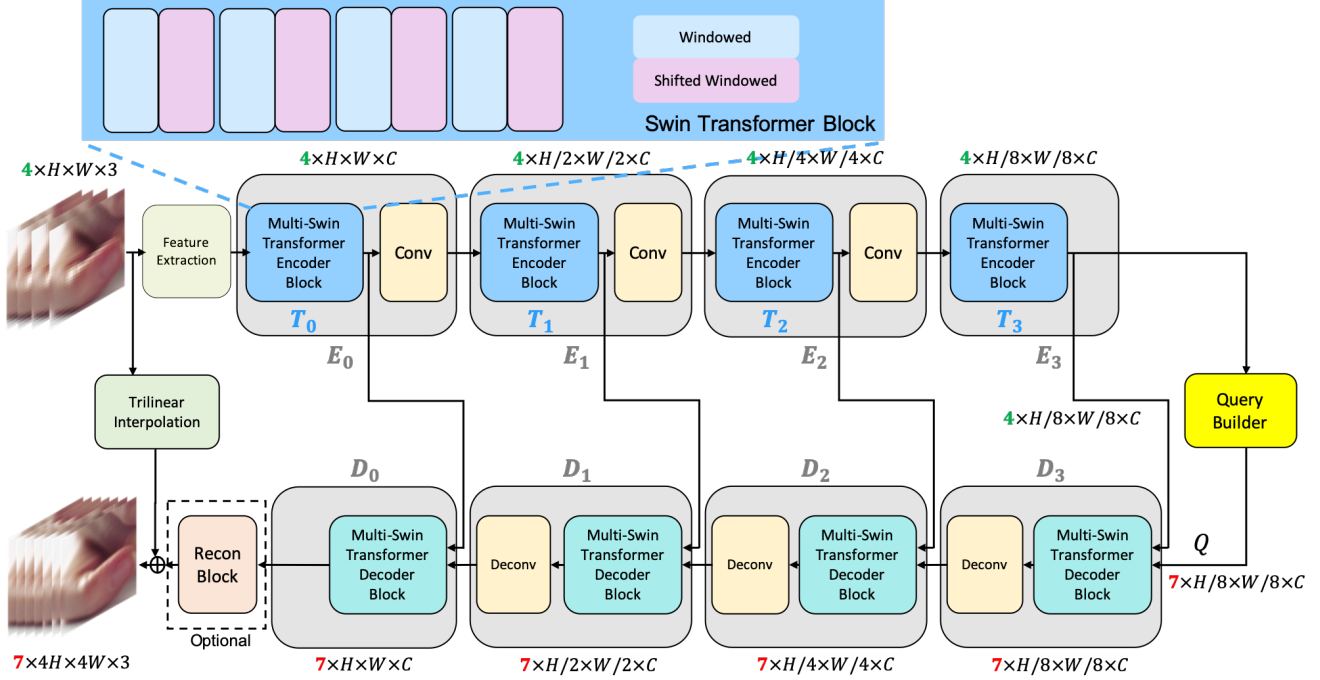 Windowed
Shifted Windowed
Swin Transformer Block
4×H×W×3
4×H×W×C
4×H/2×W/2×C
4×H/4×W/4×C
4×H/8×W/8×C
Feature
Extraction
Multi-Swin
Transformer
Encoder
Block
Conv
Multi-Swin
Transformer
Encoder
Block
Conv
Multi-Swin
Transformer
Encoder
Block
Conv
Multi-Swin
Transformer
Encoder
Block
T₀
T₁
T₂
T₃
E₀
E₁
E₂
E₃
Trilinear
Interpolation
4×H/8×W/8×C
Query
Builder
D₀
D₁
D₂
D₃
Recon
Block
Optional
Multi-Swin
Transformer
Decoder
Block
Deconv
Multi-Swin
Transformer
Decoder
Block
Deconv
Multi-Swin
Transformer
Decoder
Block
Deconv
Multi-Swin
Transformer
Decoder
Block
Q
7×H/8×W/8×C
7×4H×4W×3
7×H×W×C
7×H/2×W/2×C
7×H/4×W/4×C
7×H/8×W/8×C